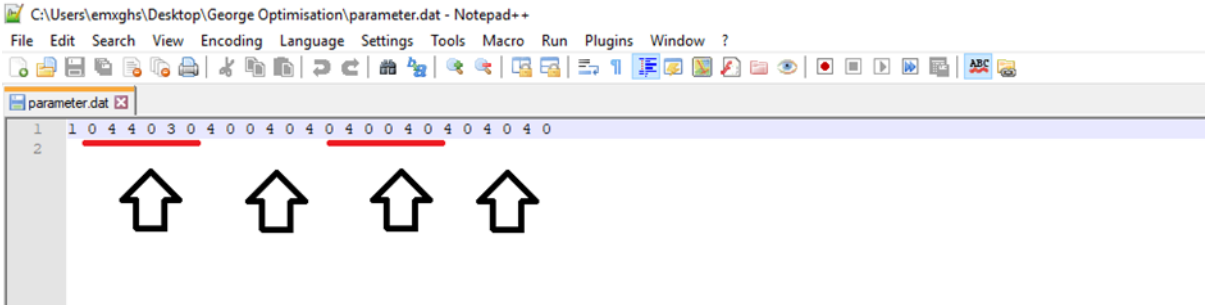 C:\Users\emxghs\Desktop\George Optimisation\parameter.dat - Notepad++
File Edit Search View Encoding Language Settings Tools Macro Run Plugins Window ?
ABC
parameter.dat
1 1 0 4 4 0 3 0 4 0 0 4 0 4 0 4 0 0 4 0 4 0 4 0 4 0
2